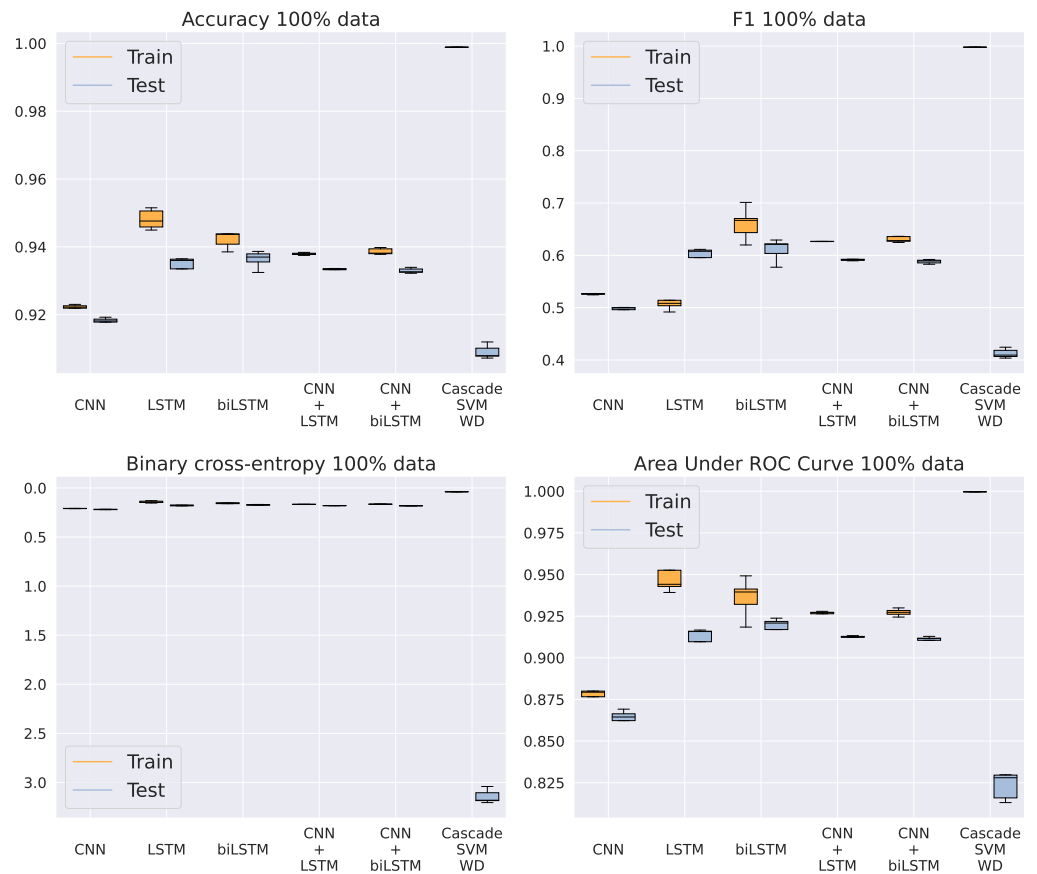 Accuracy 100% data
1.00
0.98
0.96
0.94
0.92
Train
Test
CNN
LSTM
biLSTM
CNN
+
LSTM
CNN
+
biLSTM
Cascade
SVM
WD
F1 100% data
1.0
0.9
0.8
0.7
0.6
0.5
0.4
Train
Test
CNN
LSTM
biLSTM
CNN
+
LSTM
CNN
+
biLSTM
Cascade
SVM
WD
Binary cross-entropy 100% data
0.0
0.5
1.0
1.5
2.0
2.5
3.0
Train
Test
CNN
LSTM
biLSTM
CNN
+
LSTM
CNN
+
biLSTM
Cascade
SVM
WD
Area Under ROC Curve 100% data
1.000
0.975
0.950
0.925
0.900
0.875
0.850
0.825
Train
Test
CNN
LSTM
biLSTM
CNN
+
LSTM
CNN
+
biLSTM
Cascade
SVM
WD